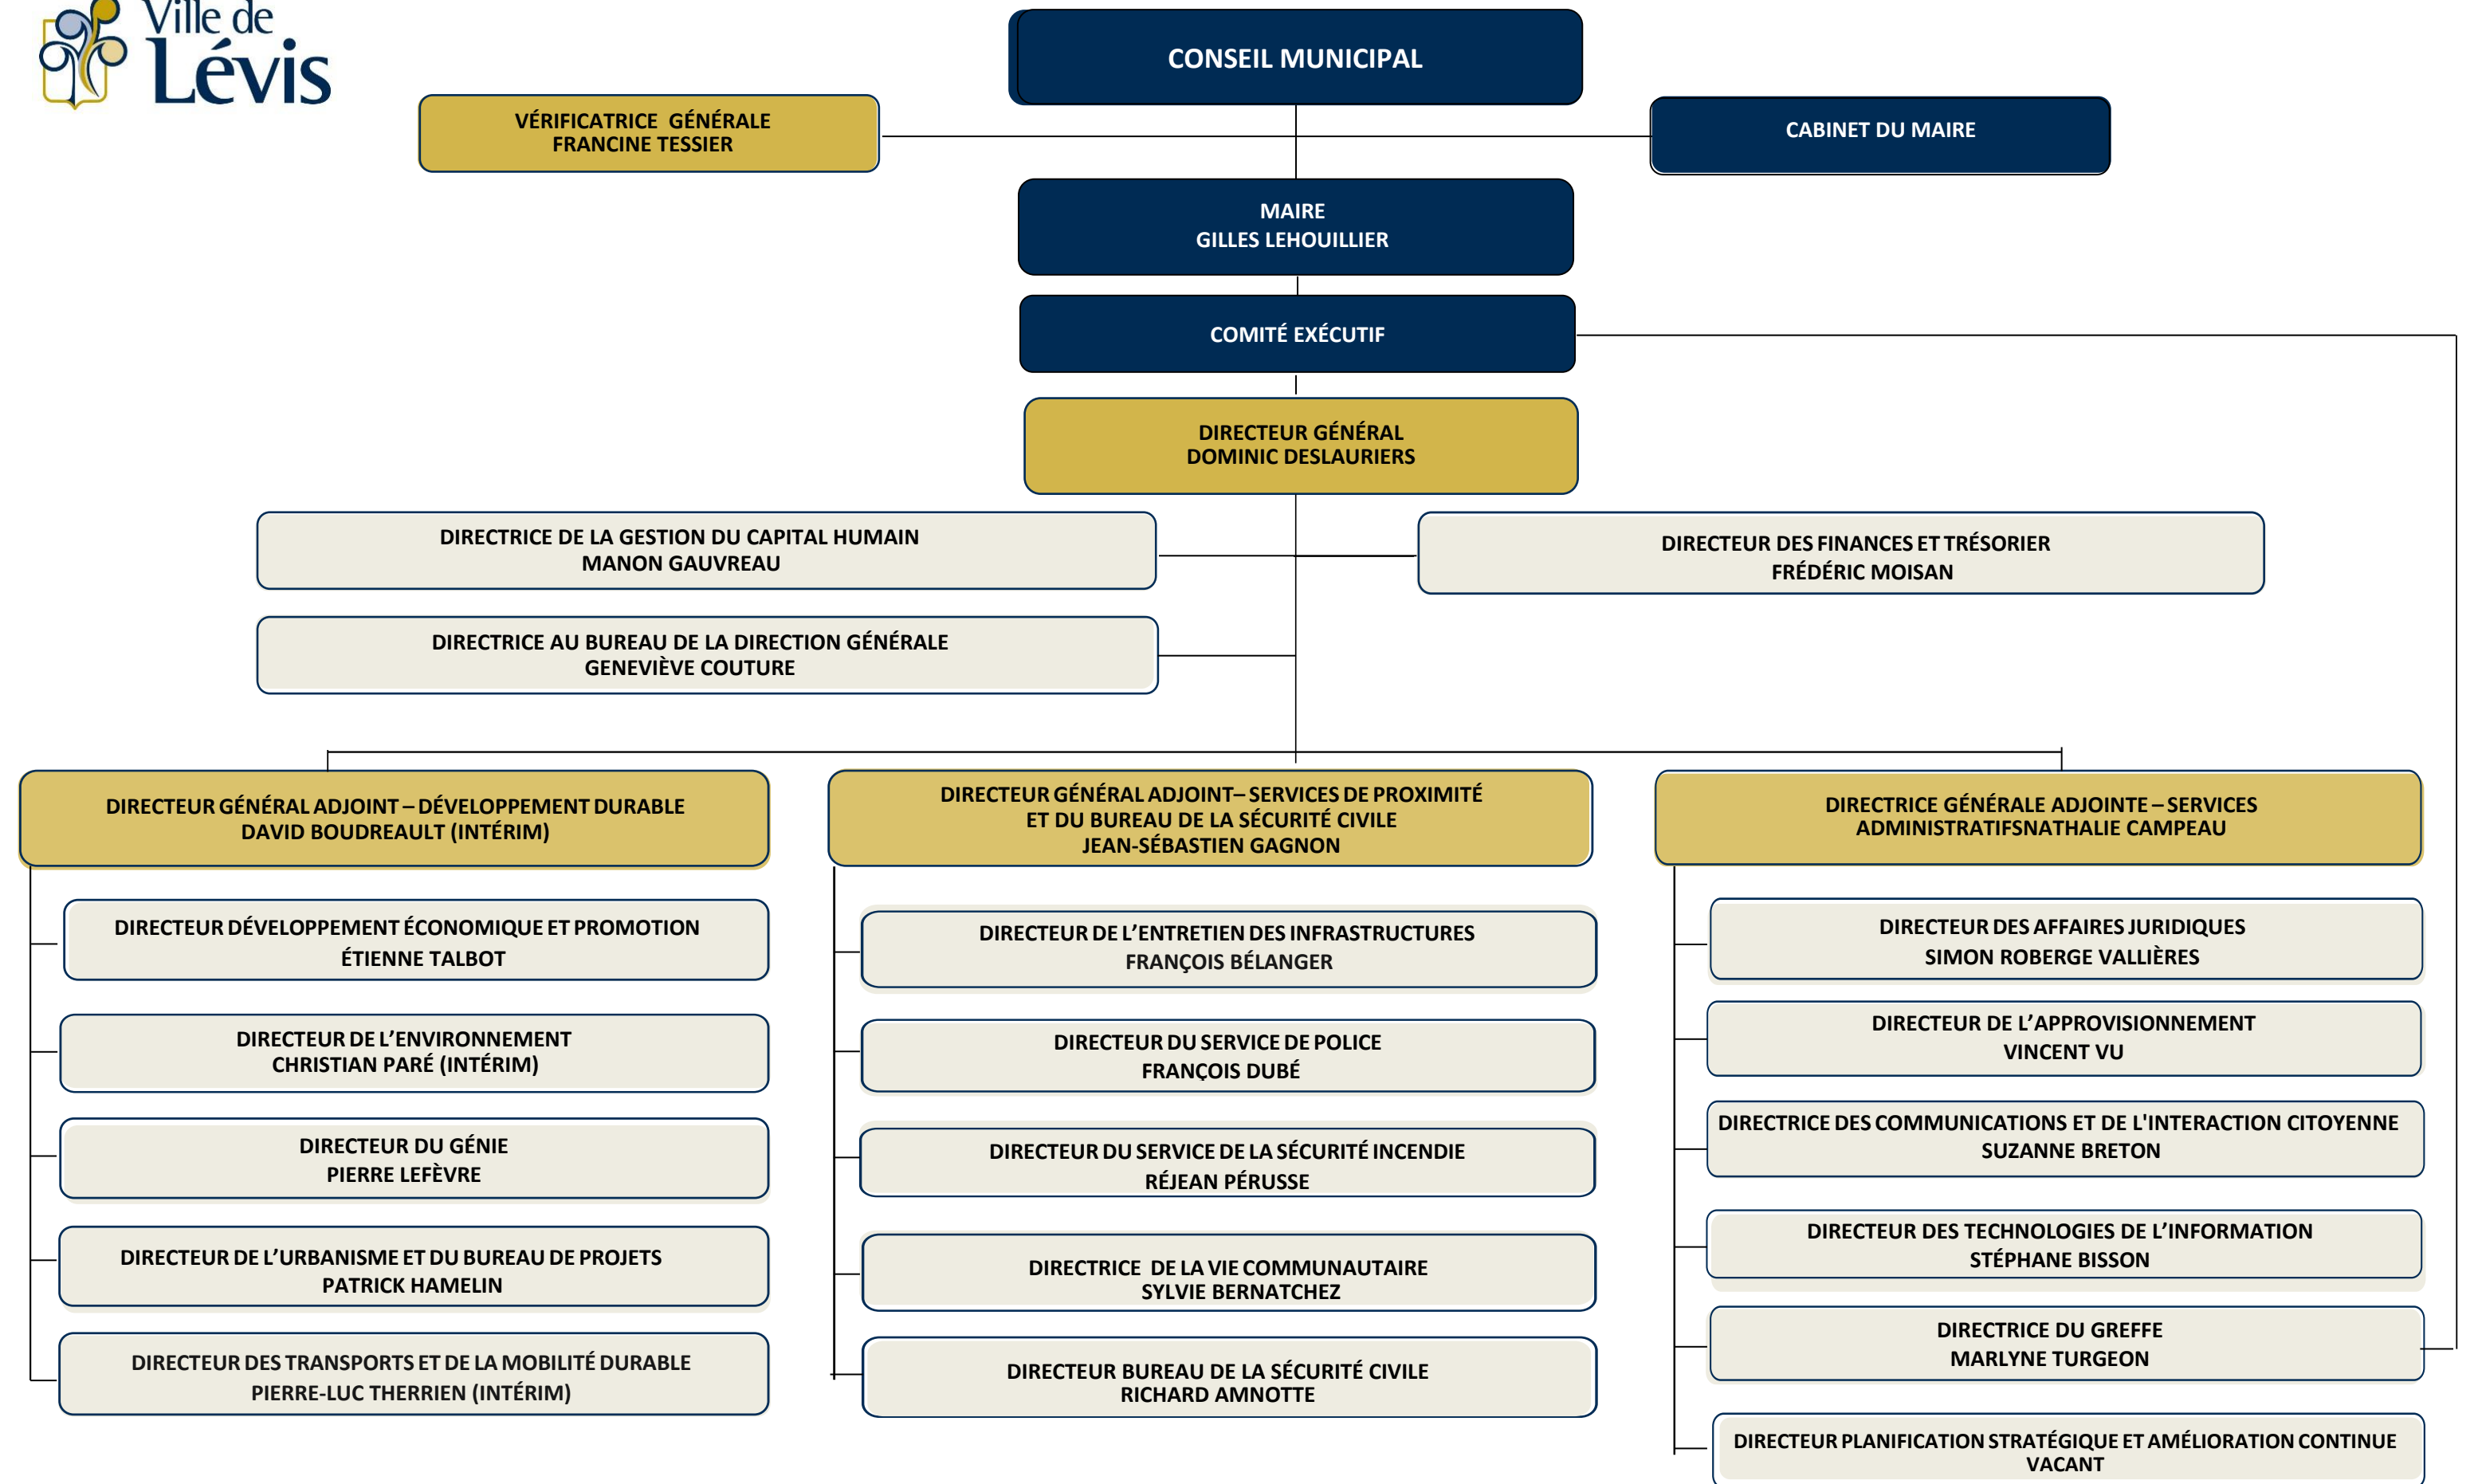 Ville de
Lévis
CONSEIL MUNICIPAL
VÉRIFICATRICE GÉNÉRALE
FRANCINE TESSIER
CABINET DU MAIRE
MAIRE
GILLES LEHOUILLIER
COMITÉ EXÉCUTIF
DIRECTEUR GÉNÉRAL
DOMINIC DESLAURIERS
DIRECTRICE DE LA GESTION DU CAPITAL HUMAIN
MANON GAUVREAU
DIRECTEUR DES FINANCES ET TRÉSORIER
FRÉDÉRIC MOISAN
DIRECTRICE AU BUREAU DE LA DIRECTION GÉNÉRALE
GENEVIÈVE COUTURE
DIRECTEUR GÉNÉRAL ADJOINT – DÉVELOPPEMENT DURABLE
DAVID BOUDREAULT (INTÉRIM)
DIRECTEUR DÉVELOPPEMENT ÉCONOMIQUE ET PROMOTION
ÉTIENNE TALBOT
DIRECTEUR DE L’ENVIRONNEMENT
CHRISTIAN PARÉ (INTÉRIM)
DIRECTEUR DU GÉNIE
PIERRE LEFÈVRE
DIRECTEUR DE L’URBANISME ET DU BUREAU DE PROJETS
PATRICK HAMELIN
DIRECTEUR DES TRANSPORTS ET DE LA MOBILITÉ DURABLE
PIERRE-LUC THERRIEN (INTÉRIM)
DIRECTEUR GÉNÉRAL ADJOINT– SERVICES DE PROXIMITÉ
ET DU BUREAU DE LA SÉCURITÉ CIVILE
JEAN-SÉBASTIEN GAGNON
DIRECTEUR DE L’ENTRETIEN DES INFRASTRUCTURES
FRANÇOIS BÉLANGER
DIRECTEUR DU SERVICE DE POLICE
FRANÇOIS DUBÉ
DIRECTEUR DU SERVICE DE LA SÉCURITÉ INCENDIE
RÉJEAN PÉRUSSE
DIRECTRICE DE LA VIE COMMUNAUTAIRE
SYLVIE BERNATCHEZ
DIRECTEUR BUREAU DE LA SÉCURITÉ CIVILE
RICHARD AMNOTTE
DIRECTRICE GÉNÉRALE ADJOINTE – SERVICES
ADMINISTRATIFSNATHALIE CAMPEAU
DIRECTEUR DES AFFAIRES JURIDIQUES
SIMON ROBERGE VALLIÈRES
DIRECTEUR DE L’APPROVISIONNEMENT
VINCENT VU
DIRECTRICE DES COMMUNICATIONS ET DE L'INTERACTION CITOYENNE
SUZANNE BRETON
DIRECTEUR DES TECHNOLOGIES DE L’INFORMATION
STÉPHANE BISSON
DIRECTRICE DU GREFFE
MARLYNE TURGEON
DIRECTEUR PLANIFICATION STRATÉGIQUE ET AMÉLIORATION CONTINUE
VACANT